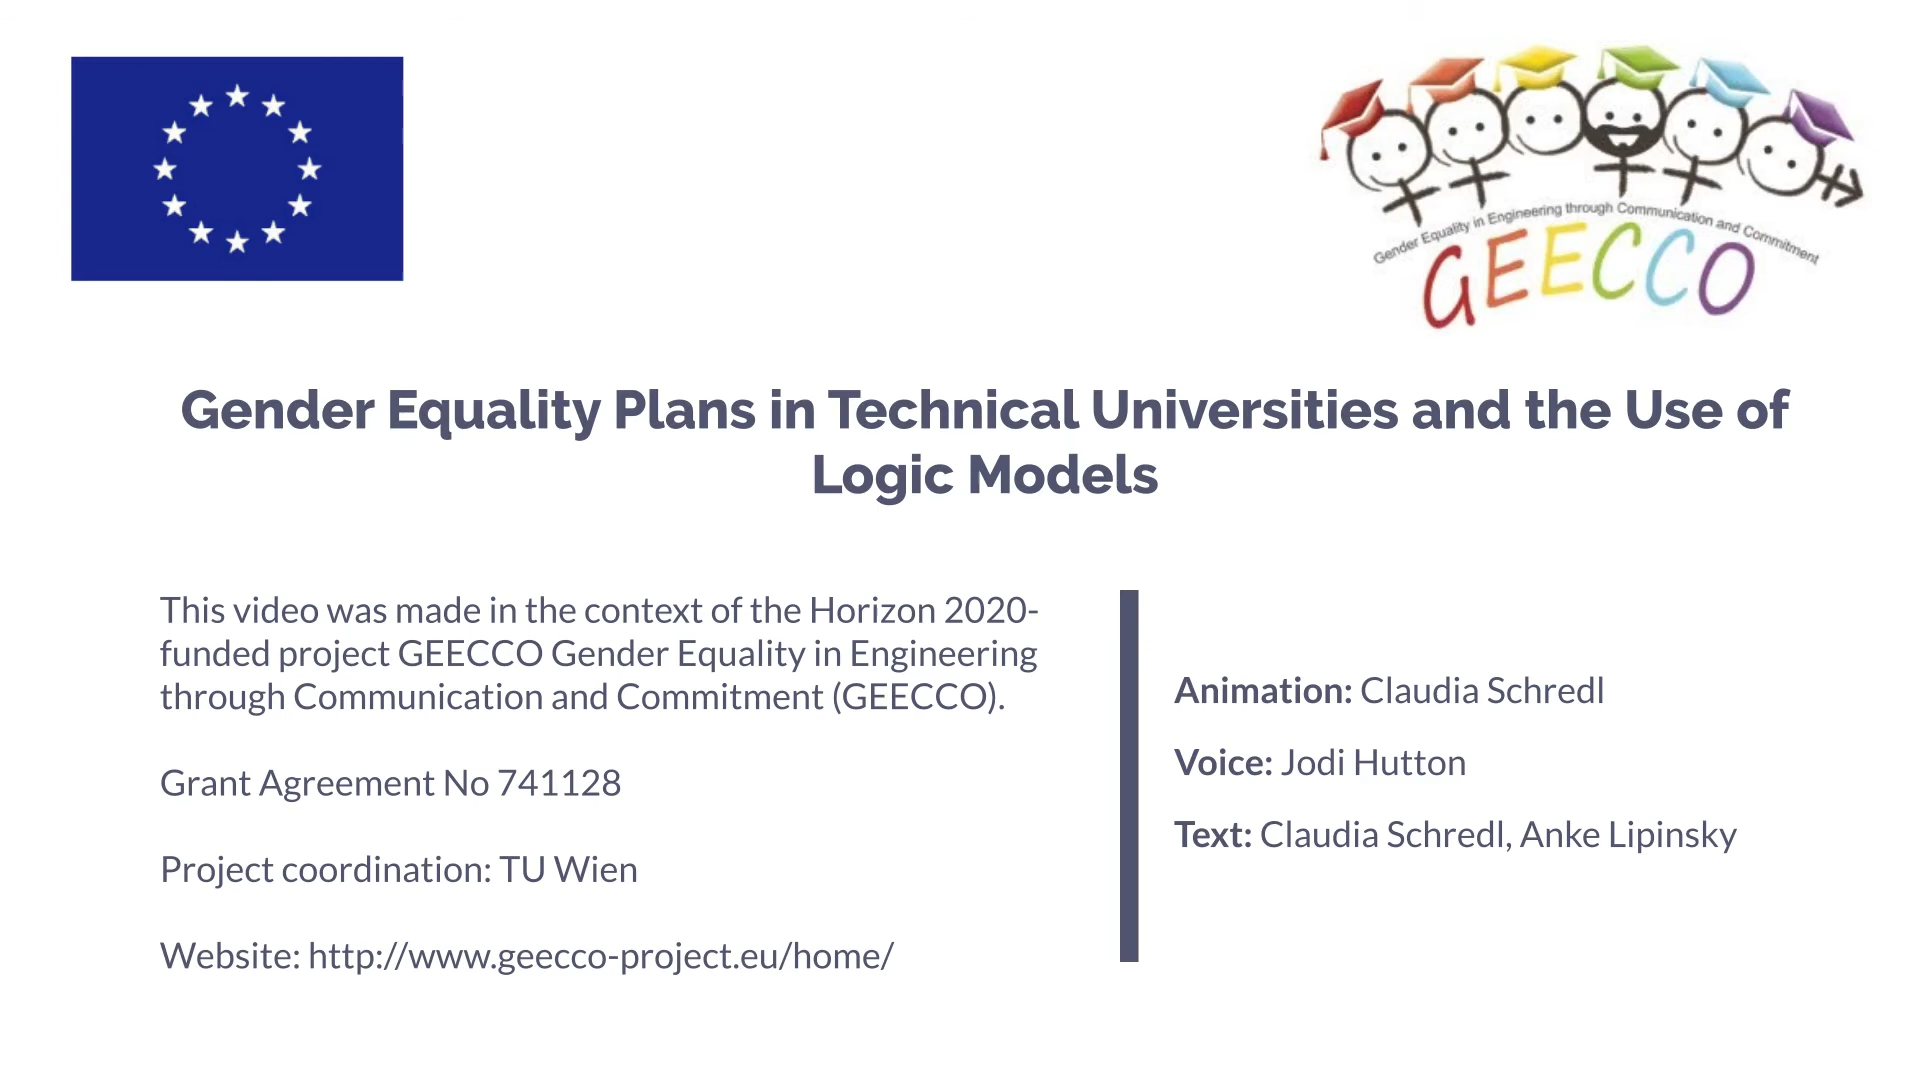 Gender Equality in Engineering through Communication and Commitment
GEECCO
Gender Equality Plans in Technical Universities and the Use of
Logic Models
This video was made in the context of the Horizon 2020-
funded project GEECCO Gender Equality in Engineering
through Communication and Commitment (GEECCO).
Grant Agreement No 741128
Project coordination: TU Wien
Website: http://www.geecco-project.eu/home/
Animation: Claudia Schredl
Voice: Jodi Hutton
Text: Claudia Schredl, Anke Lipinsky